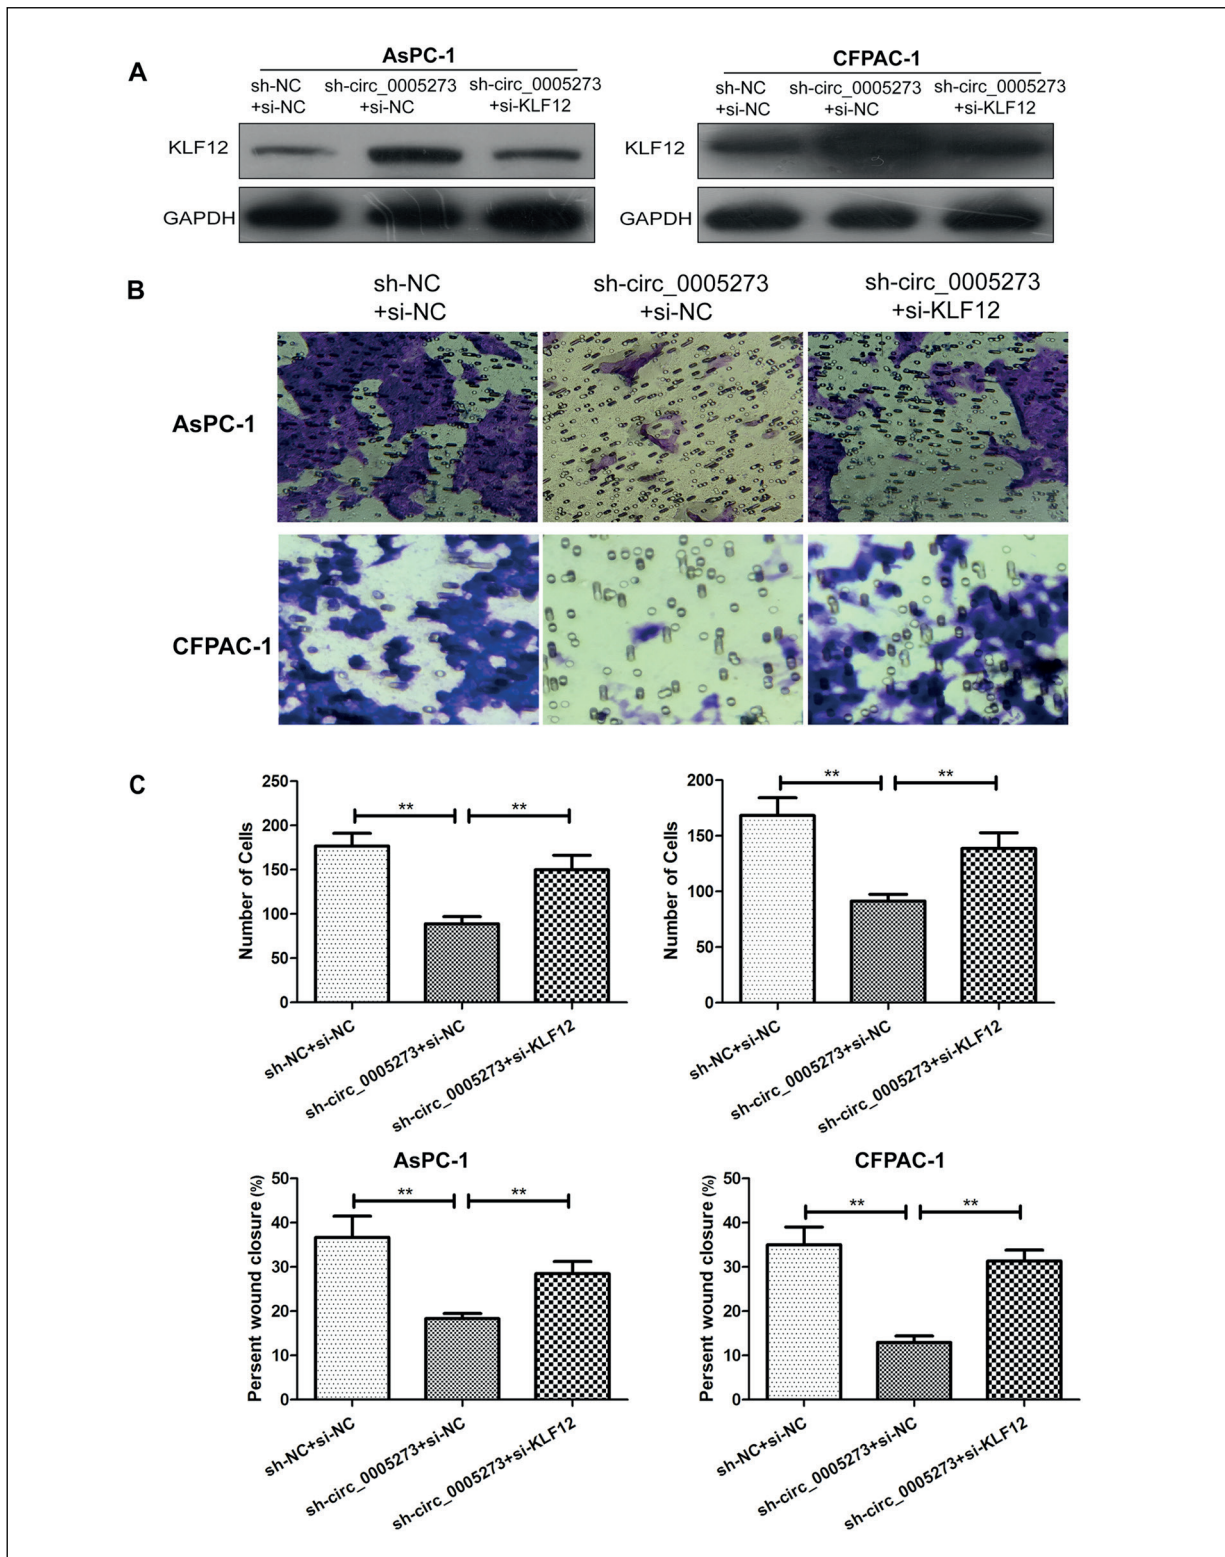 A
AsPC-1
sh-NC
+si-NC
sh-circ_0005273
+si-NC
sh-circ_0005273
+si-KLF12
KLF12
GAPDH
CFPAC-1
sh-NC
+si-NC
sh-circ_0005273
+si-NC
sh-circ_0005273
+si-KLF12
KLF12
GAPDH
B
sh-NC
+si-NC
sh-circ_0005273
+si-NC
sh-circ_0005273
+si-KLF12
AsPC-1
CFPAC-1
C
Number of Cells
250
200
150
100
50
0
**
**
sh-NC+si-NC
sh-circ_0005273+si-NC
sh-circ_0005273+si-KLF12
Number of Cells
200
150
100
50
0
**
**
sh-NC+si-NC
sh-circ_0005273+si-NC
sh-circ_0005273+si-KLF12
AsPC-1
Persent wound closure (%)
50
40
30
20
10
0
**
**
sh-NC+si-NC
sh-circ_0005273+si-NC
sh-circ_0005273+si-KLF12
CFPAC-1
Persent wound closure (%)
50
40
30
20
10
0
**
**
sh-NC+si-NC
sh-circ_0005273+si-NC
sh-circ_0005273+si-KLF12